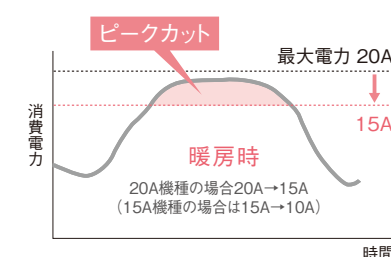 ピークカット
最大電力 20A
15A
消費電力
暖房時
20A機種の場合20A→15A
（15A機種の場合は15A→10A）
時間